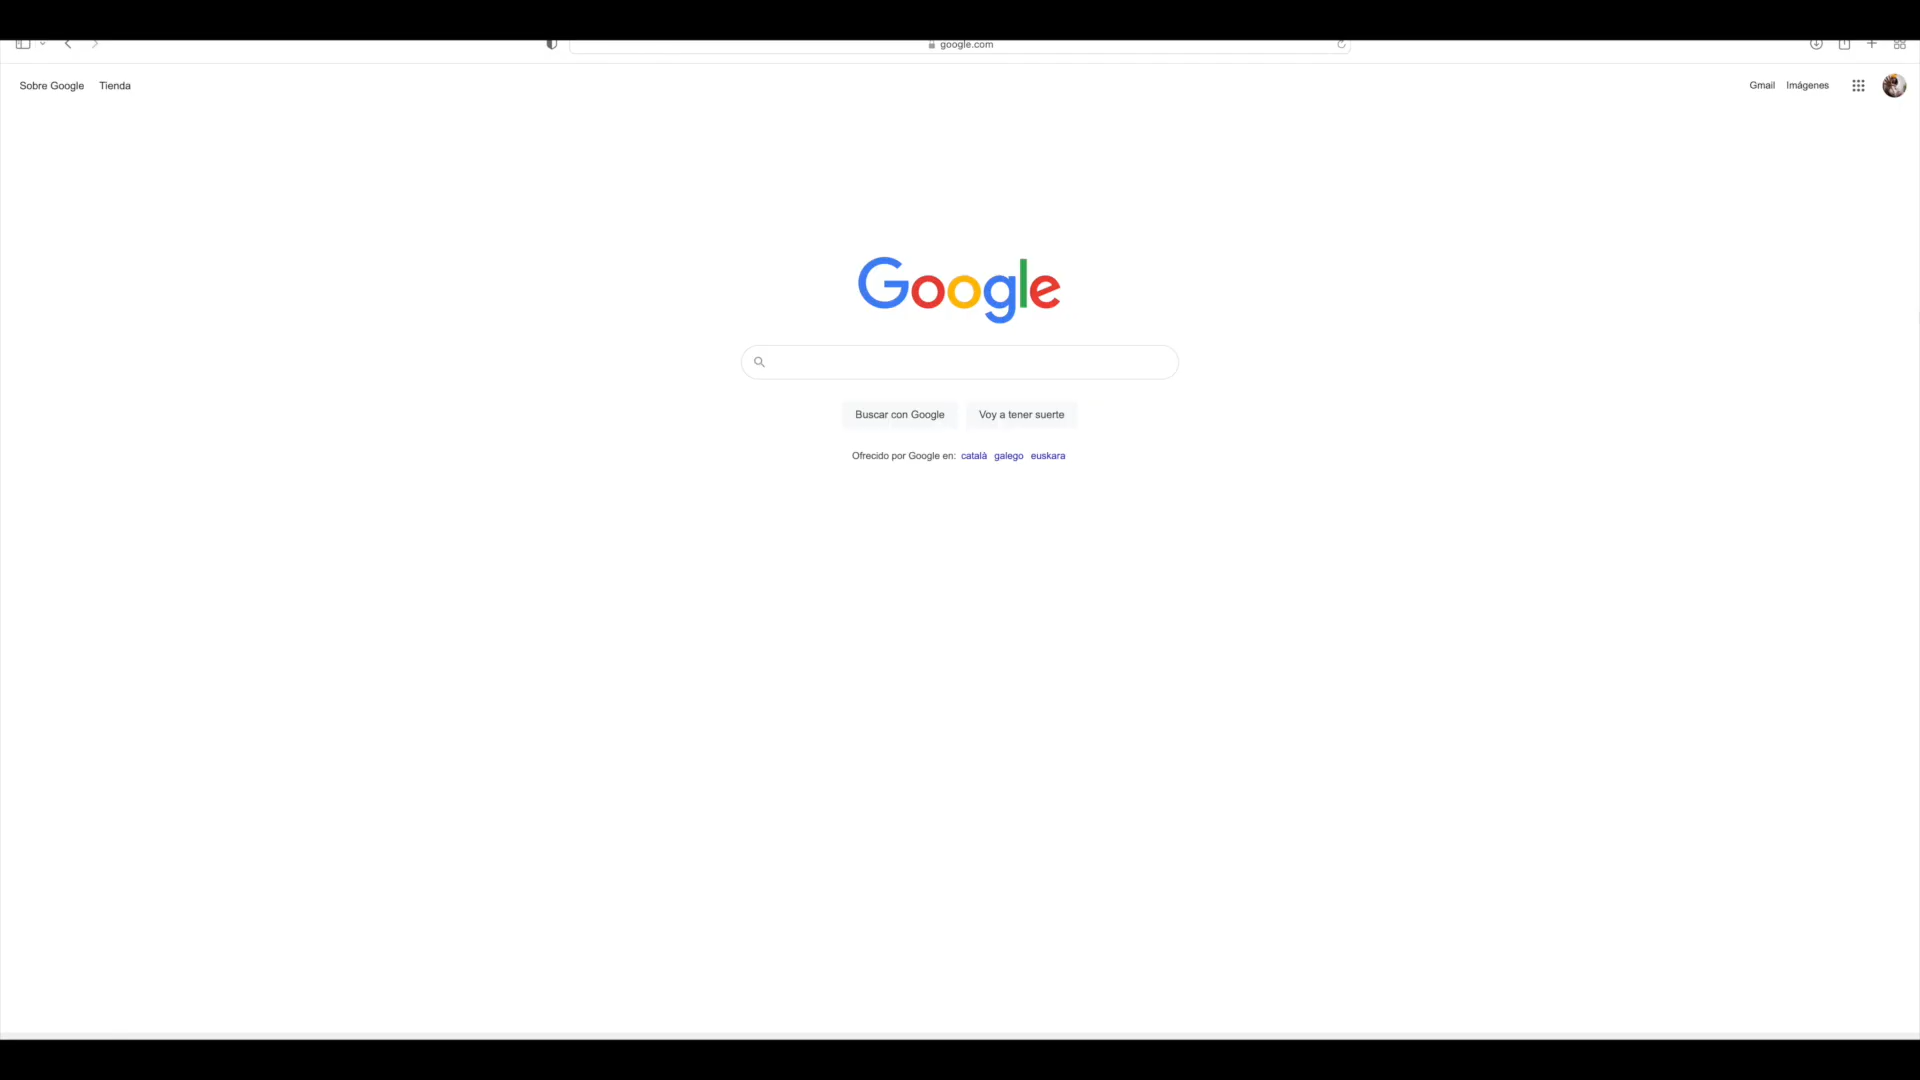 google.com
Sobre Google Tienda
Gmail Imágenes
Google
Buscar con Google Voy a tener suerte
Ofrecido por Google en: català galego euskara